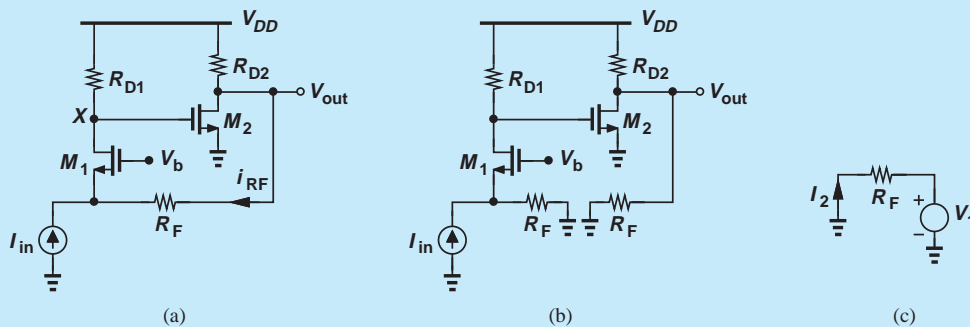 V_DD
R_D1
R_D2
V_out
X
M_2
M_1
V_b
i_RF
R_F
I_in
(a)
V_DD
R_D1
R_D2
V_out
M_2
M_1
V_b
R_F
R_F
I_in
(b)
I_2
R_F
+
−
(c)